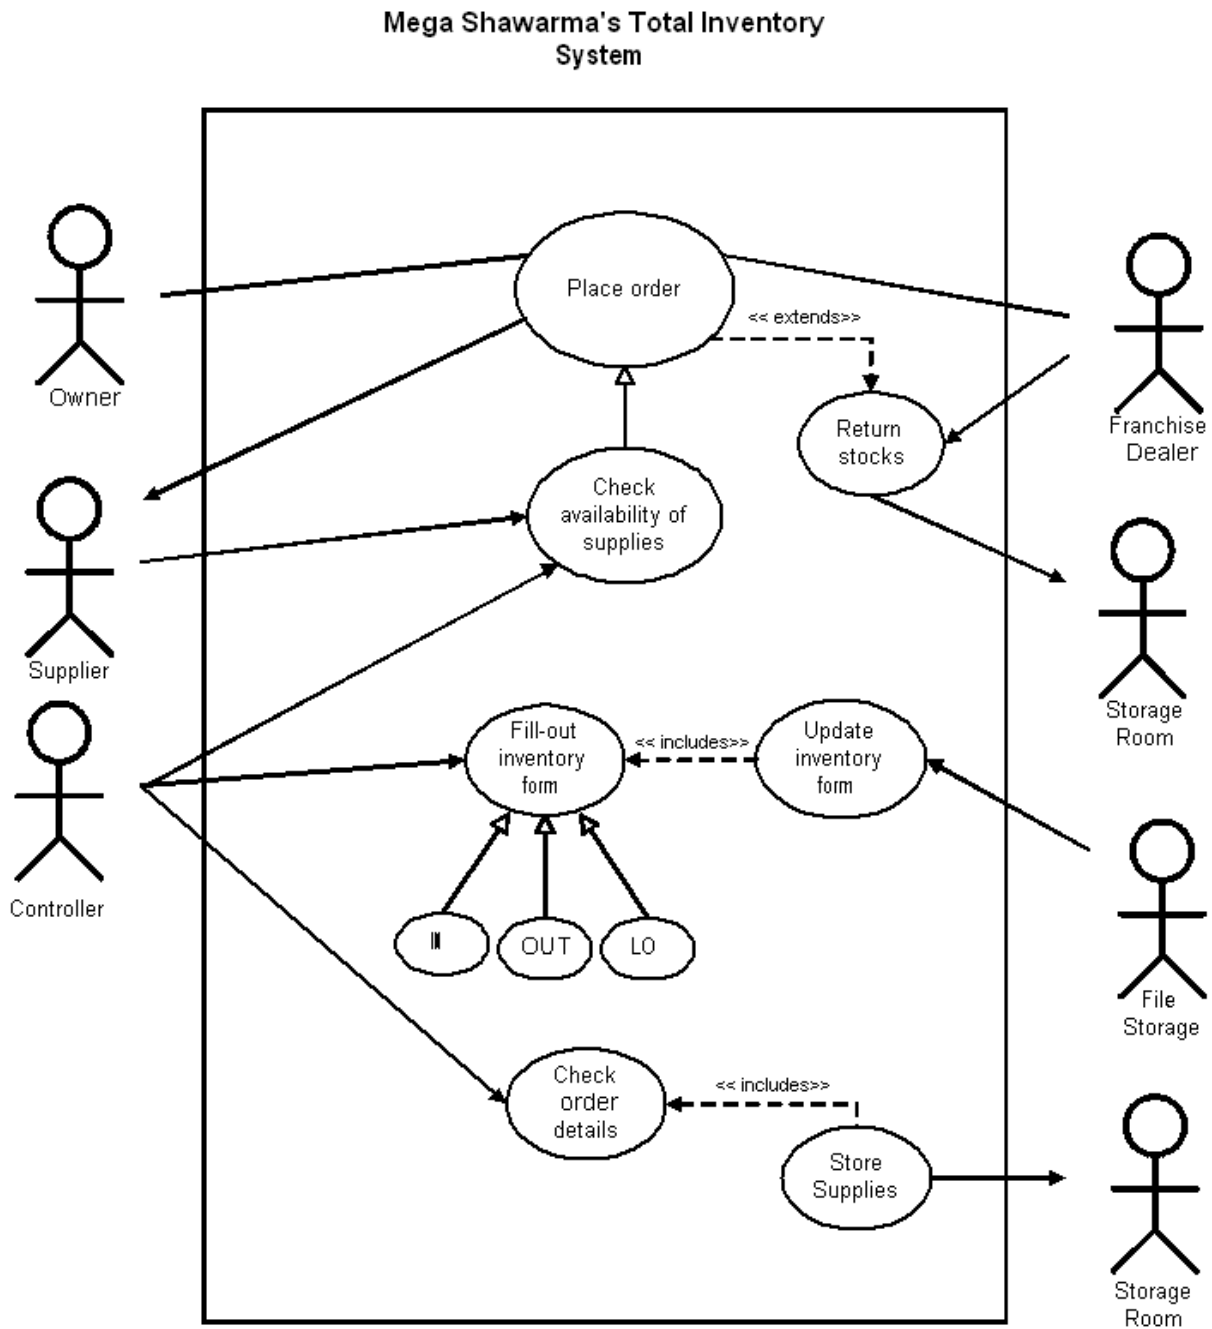 Mega Shawarma's Total Inventory
System
Place order
<< extends>>
Owner
Return
stocks
Franchise
Dealer
Check
availability of
supplies
Supplier
Storage
Room
Fill-out
inventory
form
<< includes>>
Update
inventory
form
Controller
OUT
LO
File
Storage
Check
order
details
<< includes>>
Store
Supplies
Storage
Room